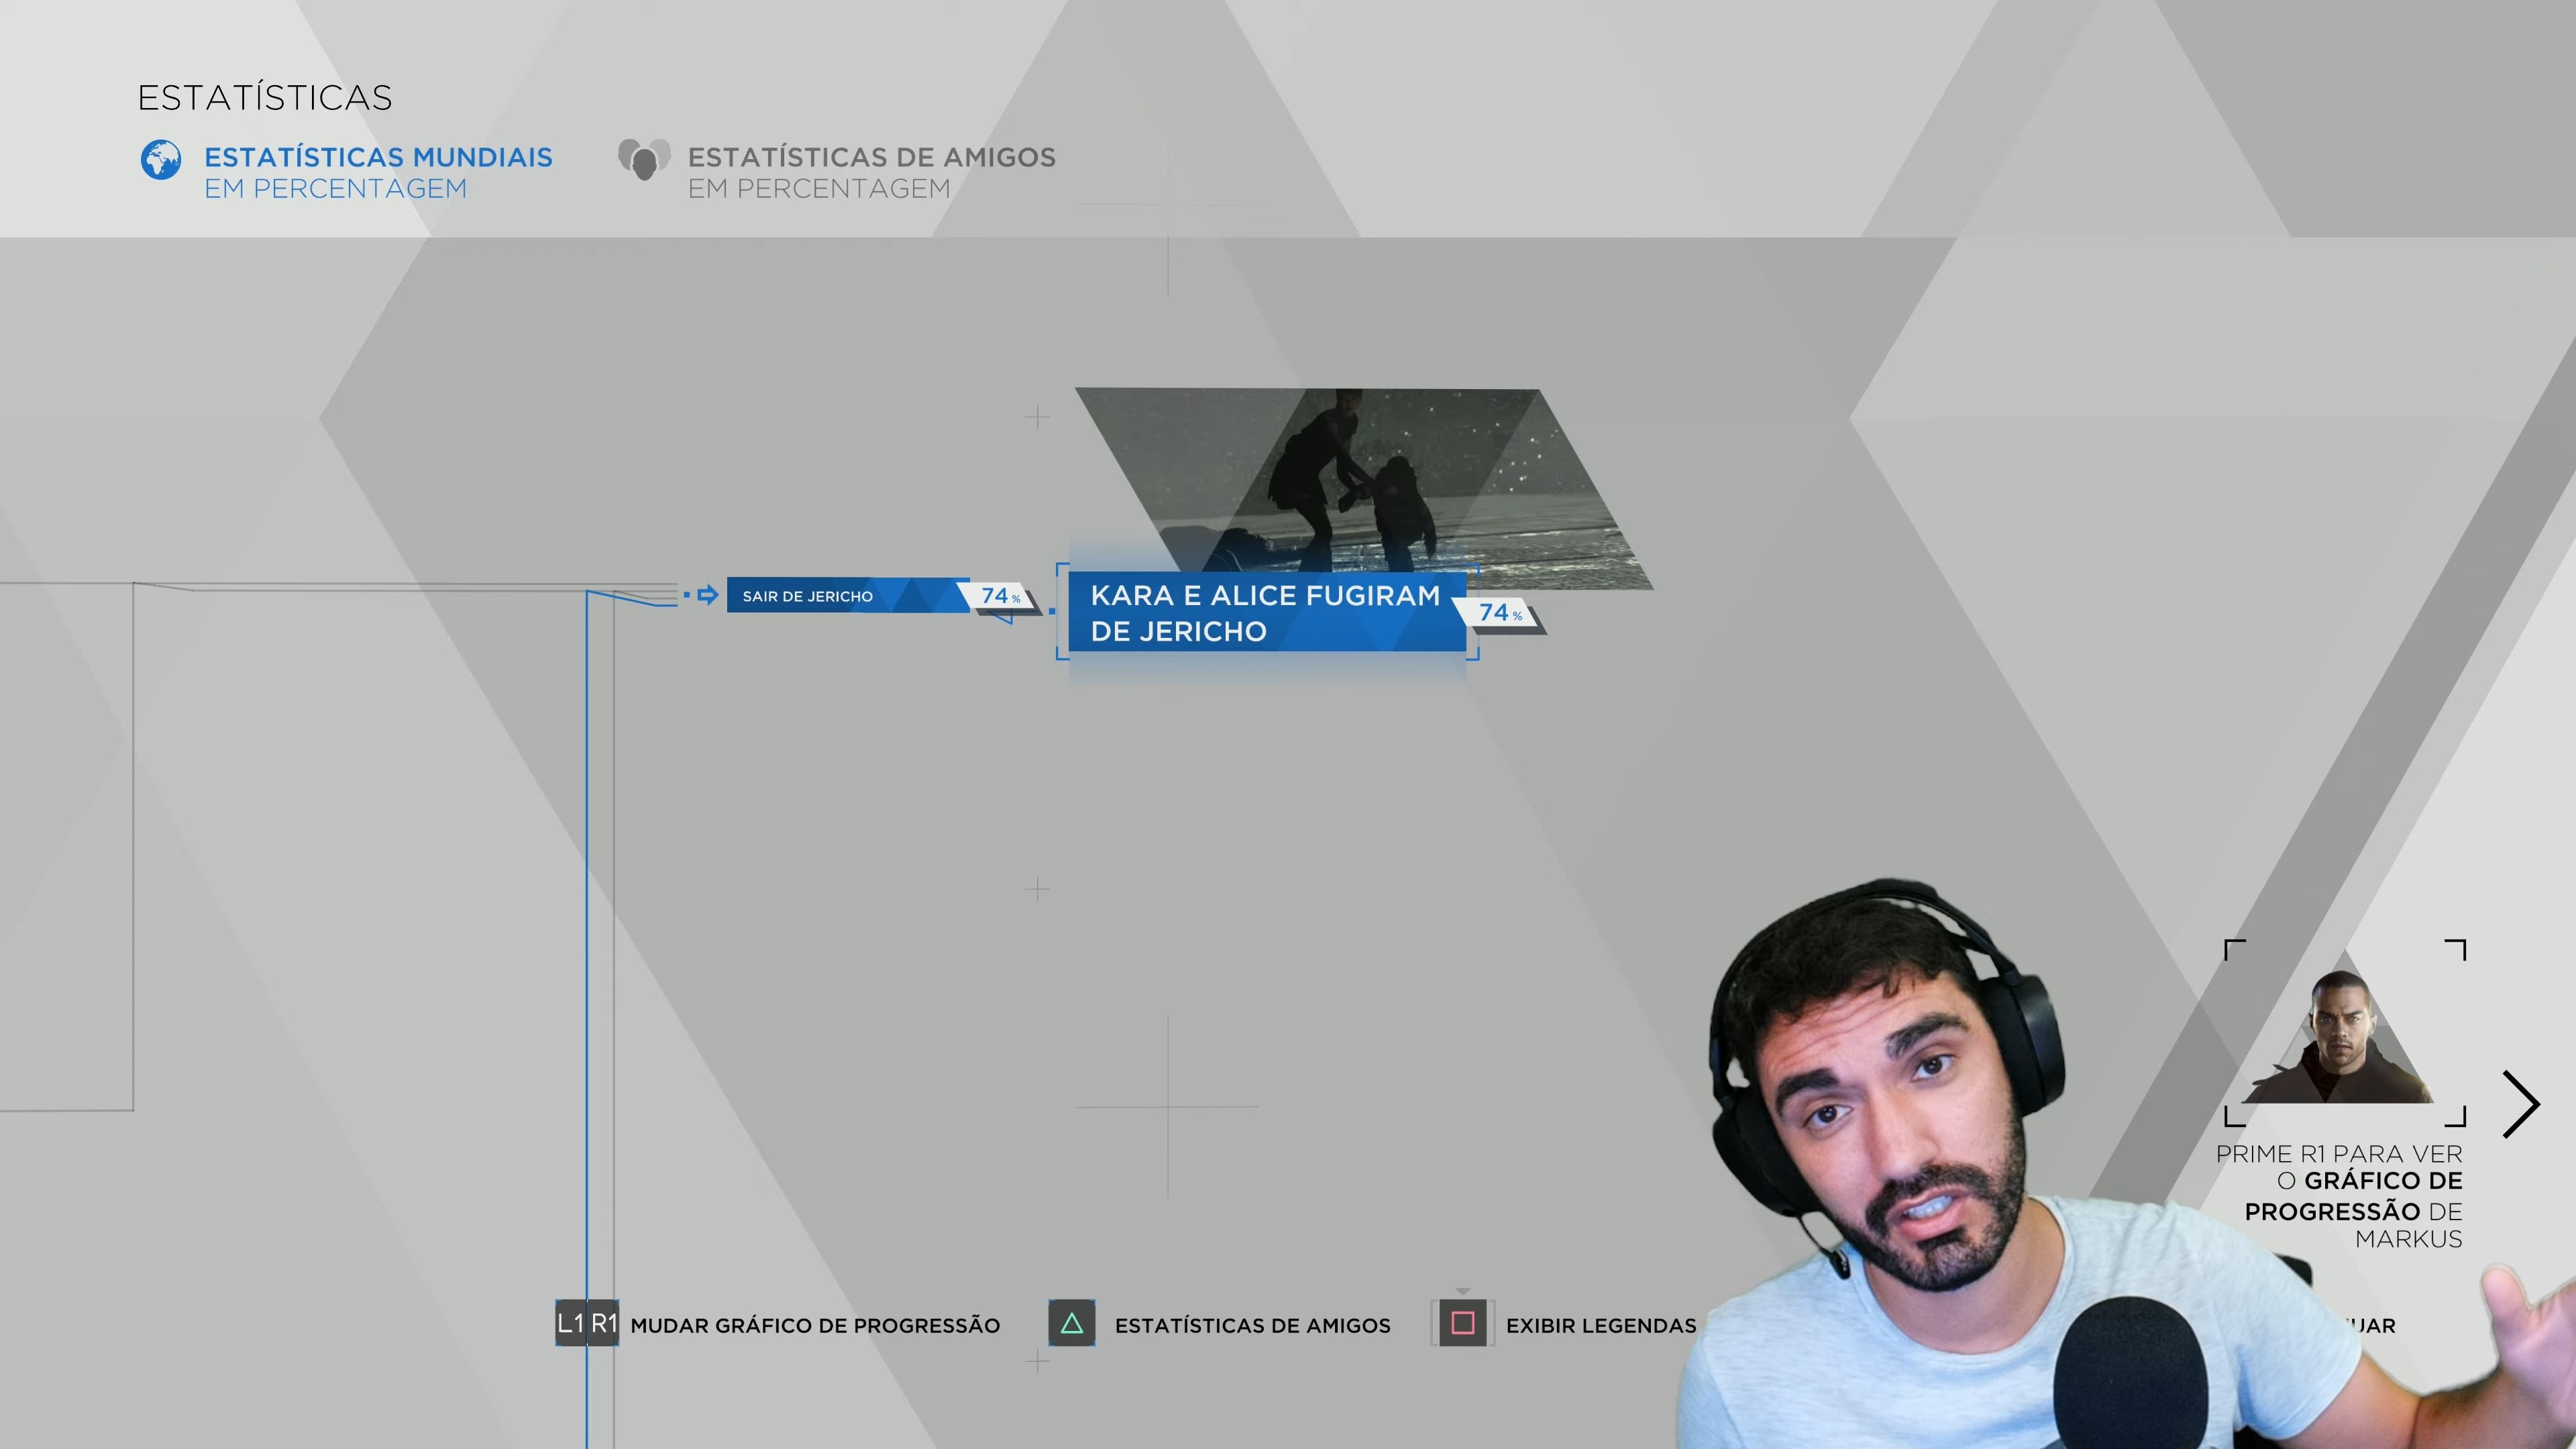 ESTATÍSTICAS
ESTATÍSTICAS MUNDIAIS
EM PERCENTAGEM
ESTATÍSTICAS DE AMIGOS
EM PERCENTAGEM
SAIR DE JERICHO
74%
KARA E ALICE FUGIRAM
DE JERICHO
74%
PRIME R1 PARA VER
O GRÁFICO DE
PROGRESSÃO DE
MARKUS
L1 R1 MUDAR GRÁFICO DE PROGRESSÃO
ESTATÍSTICAS DE AMIGOS
EXIBIR LEGENDAS